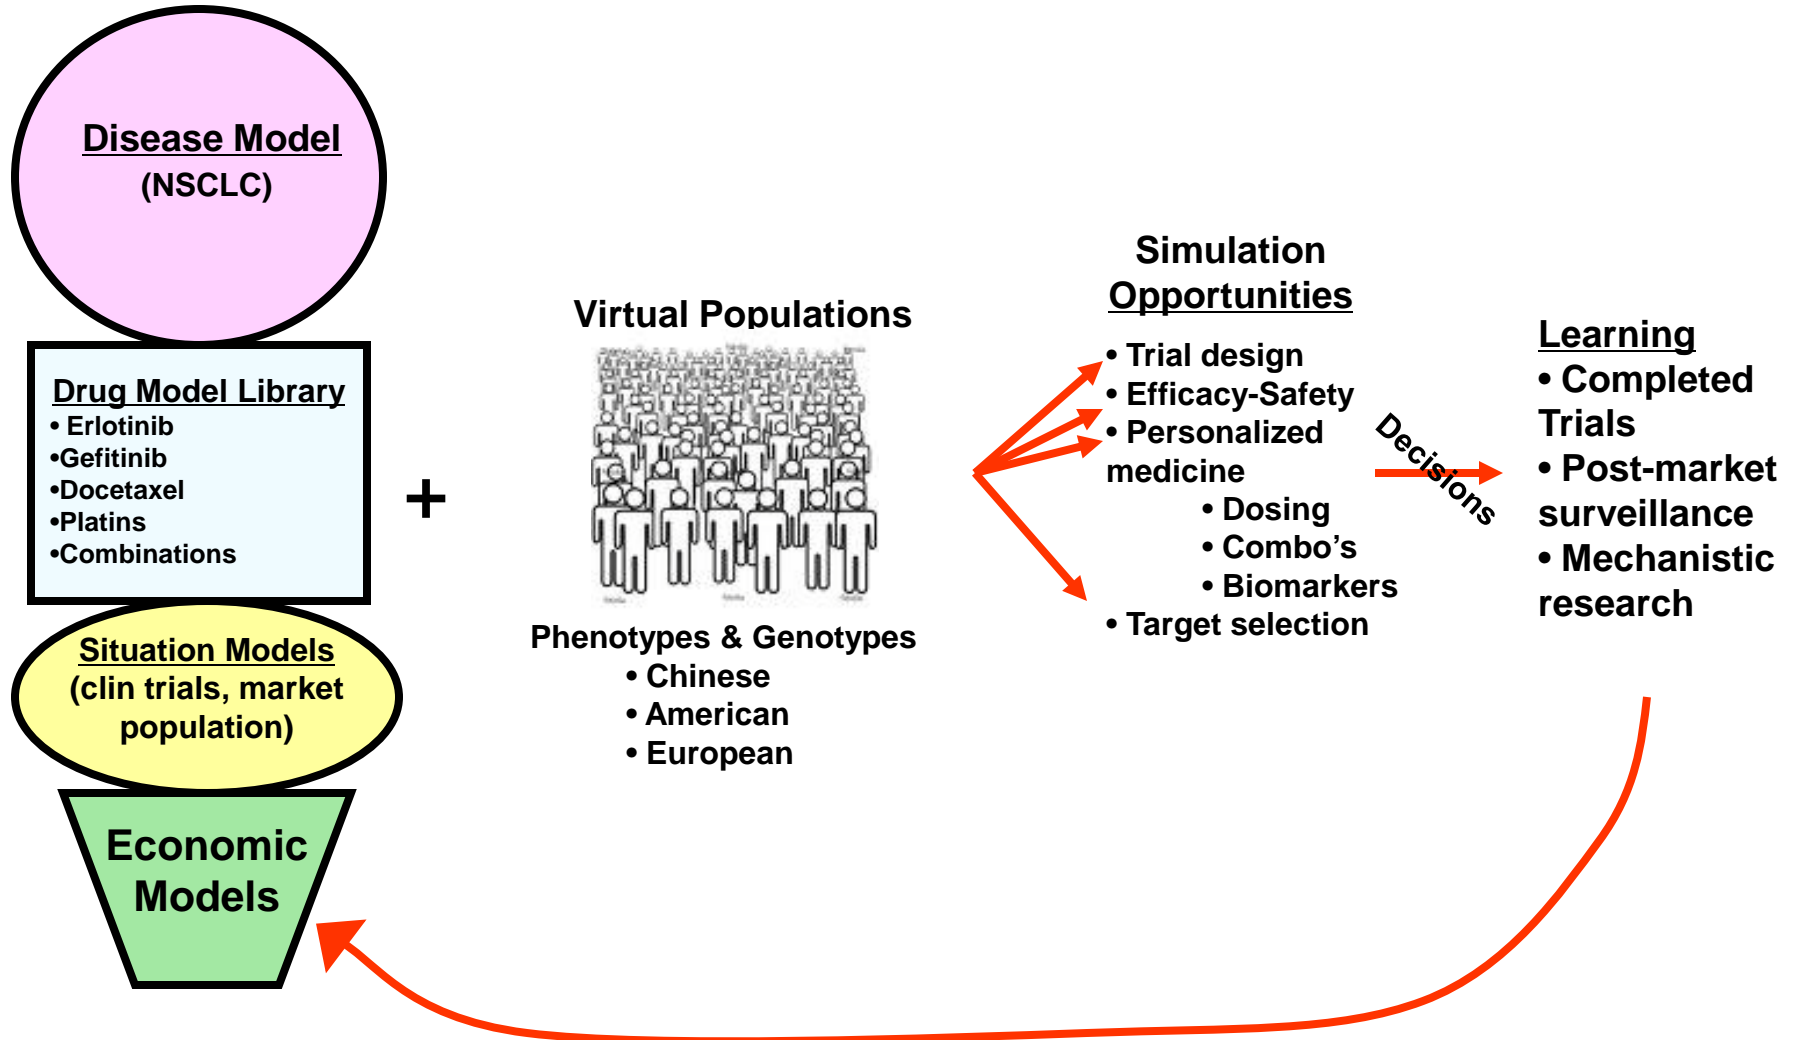 Disease Model
(NSCLC)
Drug Model Library
• Erlotinib
•Gefitinib
•Docetaxel
•Platins
•Combinations
Situation Models
(clin trials, market
population)
Economic
Models
+
Virtual Populations
Phenotypes & Genotypes
• Chinese
• American
• European
Simulation
Opportunities
• Trial design
• Efficacy-Safety
• Personalized
medicine
• Dosing
• Combo's
• Biomarkers
• Target selection
Decisions
Learning
• Completed
Trials
• Post-market
surveillance
• Mechanistic
research